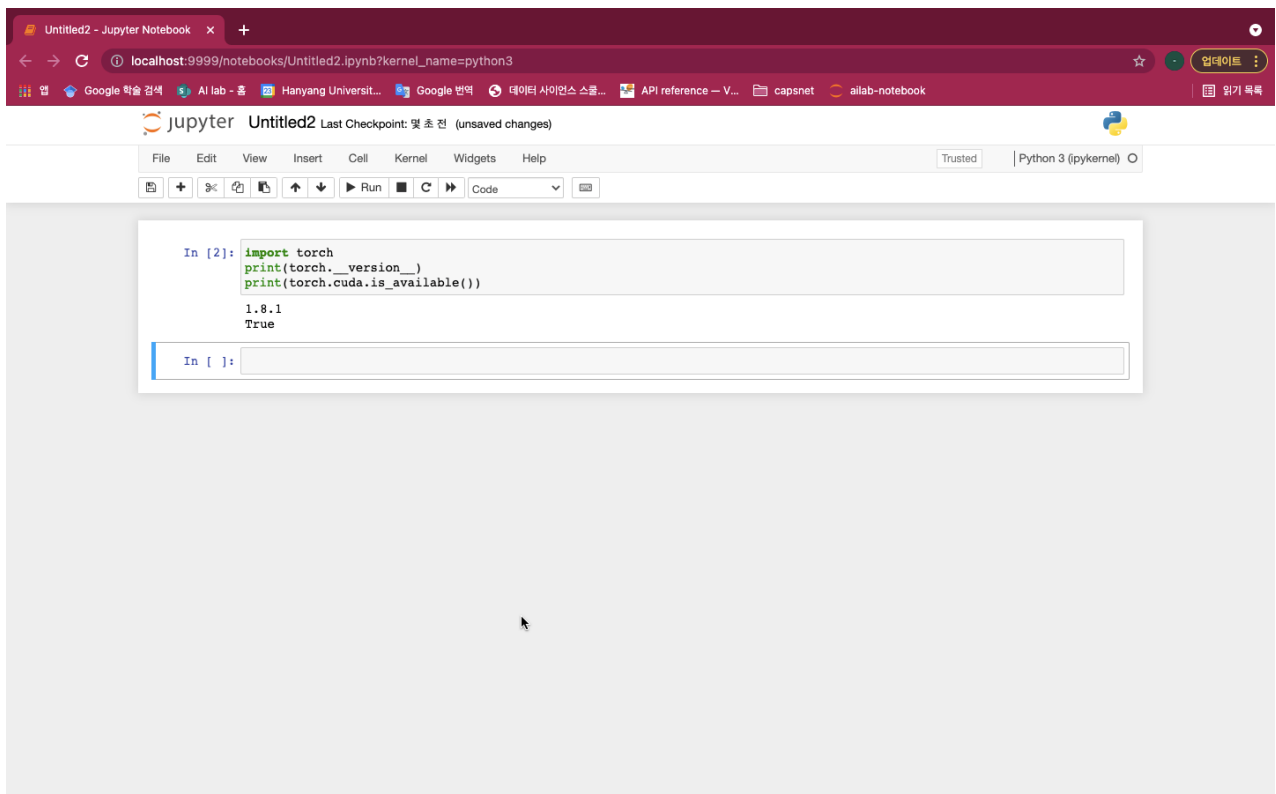 Untitled2 - Jupyter Notebook
localhost:9999/notebooks/Untitled2.ipynb?kernel_name=python3
업데이트
앱 Google 학술 검색 AI lab - 홈 23 Hanyang Universit... Google 번역 데이터 사이언스 스쿨... API reference — V... capsnet ailab-notebook 읽기 목록
jupyter Untitled2 Last Checkpoint: 몇 초 전 (unsaved changes)
File Edit View Insert Cell Kernel Widgets Help Trusted Python 3 (ipykernel)
Run Code
In [2]: import torch
print(torch.__version__)
print(torch.cuda.is_available())
1.8.1
True
In [ ]: